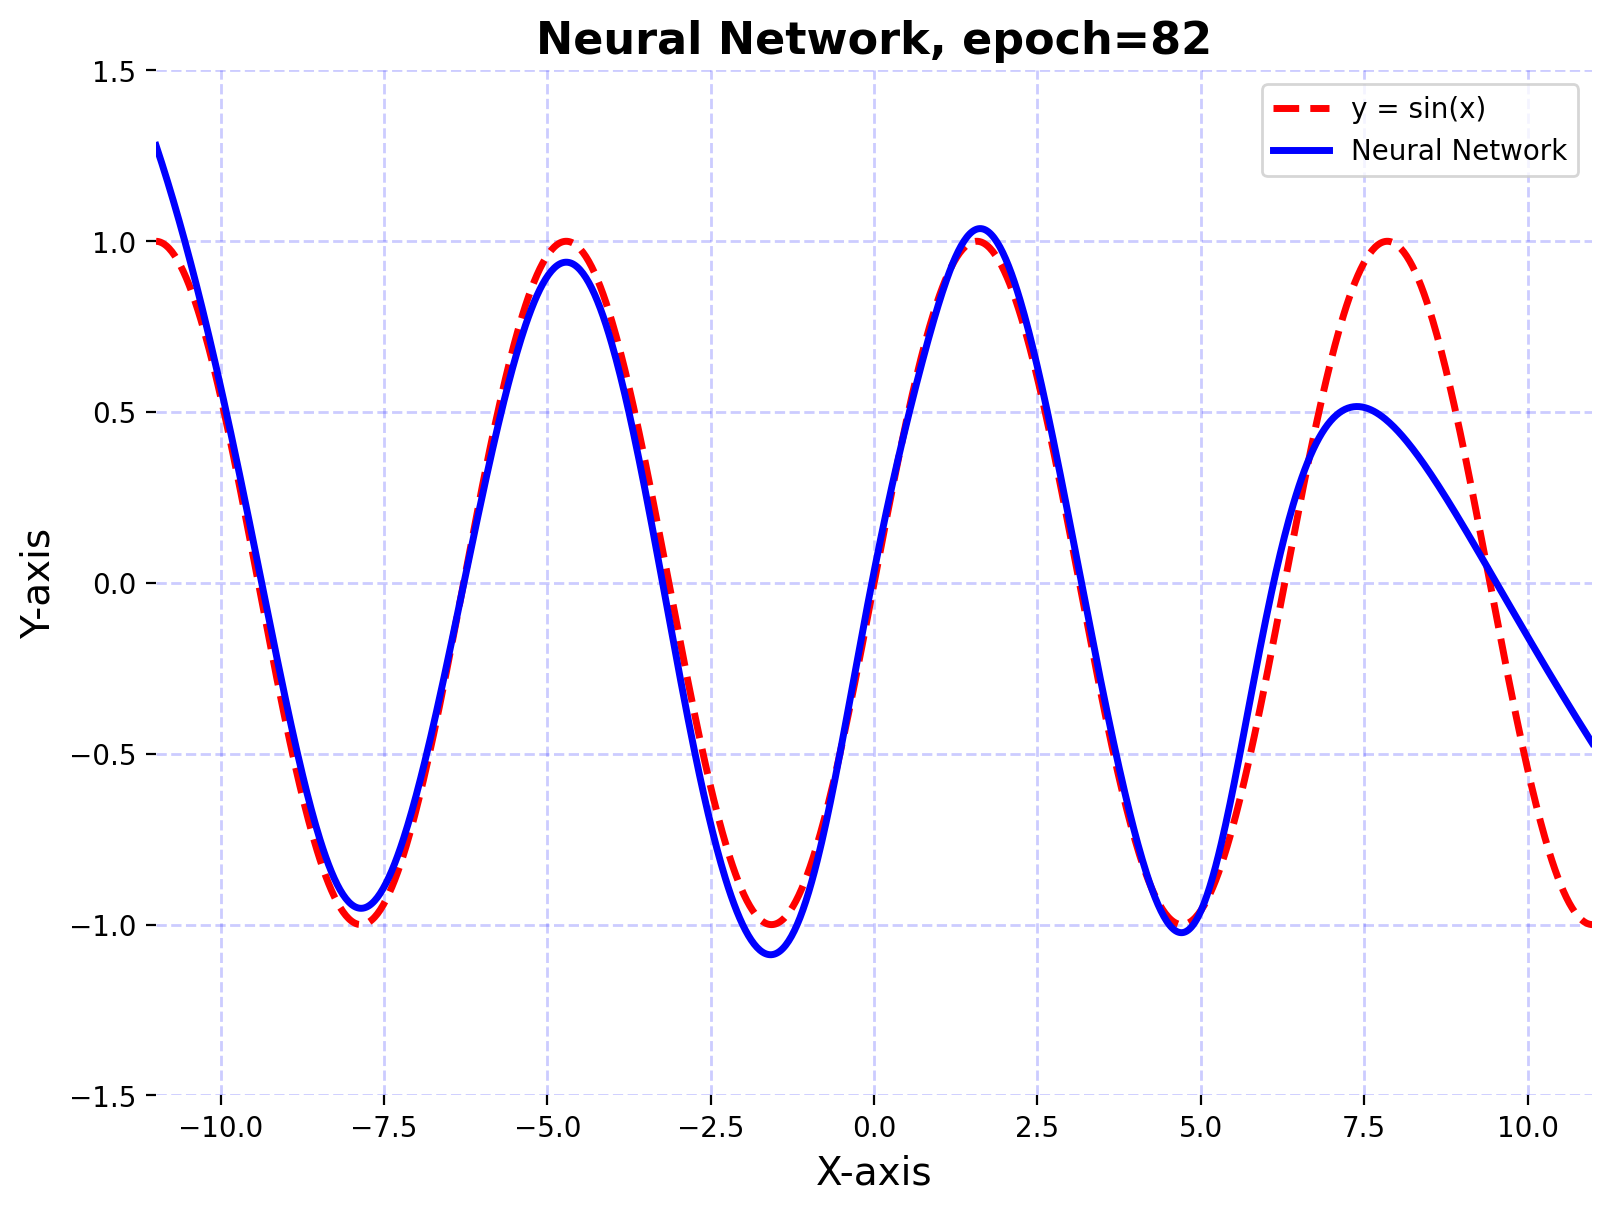 Neural Network, epoch=82
1.5
1.0
0.5
0.0
−0.5
−1.0
−1.5
Y-axis
y = sin(x)
Neural Network
−10.0 −7.5 −5.0 −2.5 0.0 2.5 5.0 7.5 10.0
X-axis